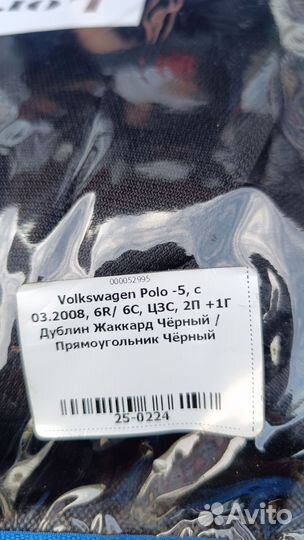 000052995
Volkswagen Polo -5, с
03.2008, 6R/ 6C, ЦЗС, 2П +1Г
Дублин Жаккард Чёрный /
Прямоугольник Чёрный
25-0224
Avito